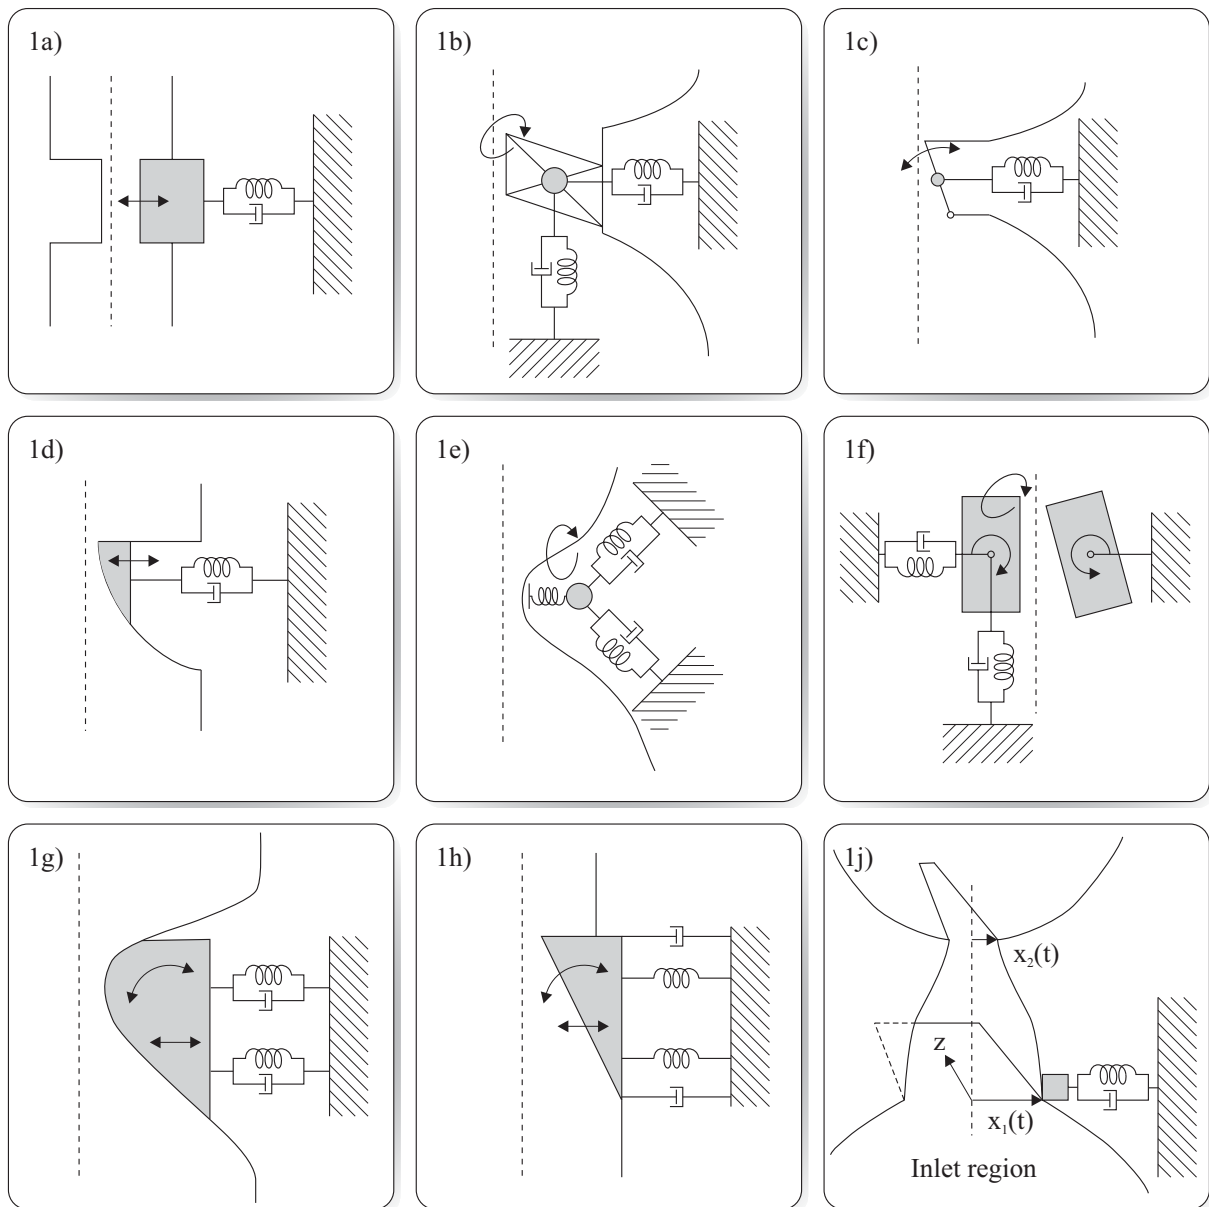 1a)
1b)
1c)
1d)
1e)
1f)
1g)
1h)
1j)
x₂(t)
z
x₁(t)
Inlet region